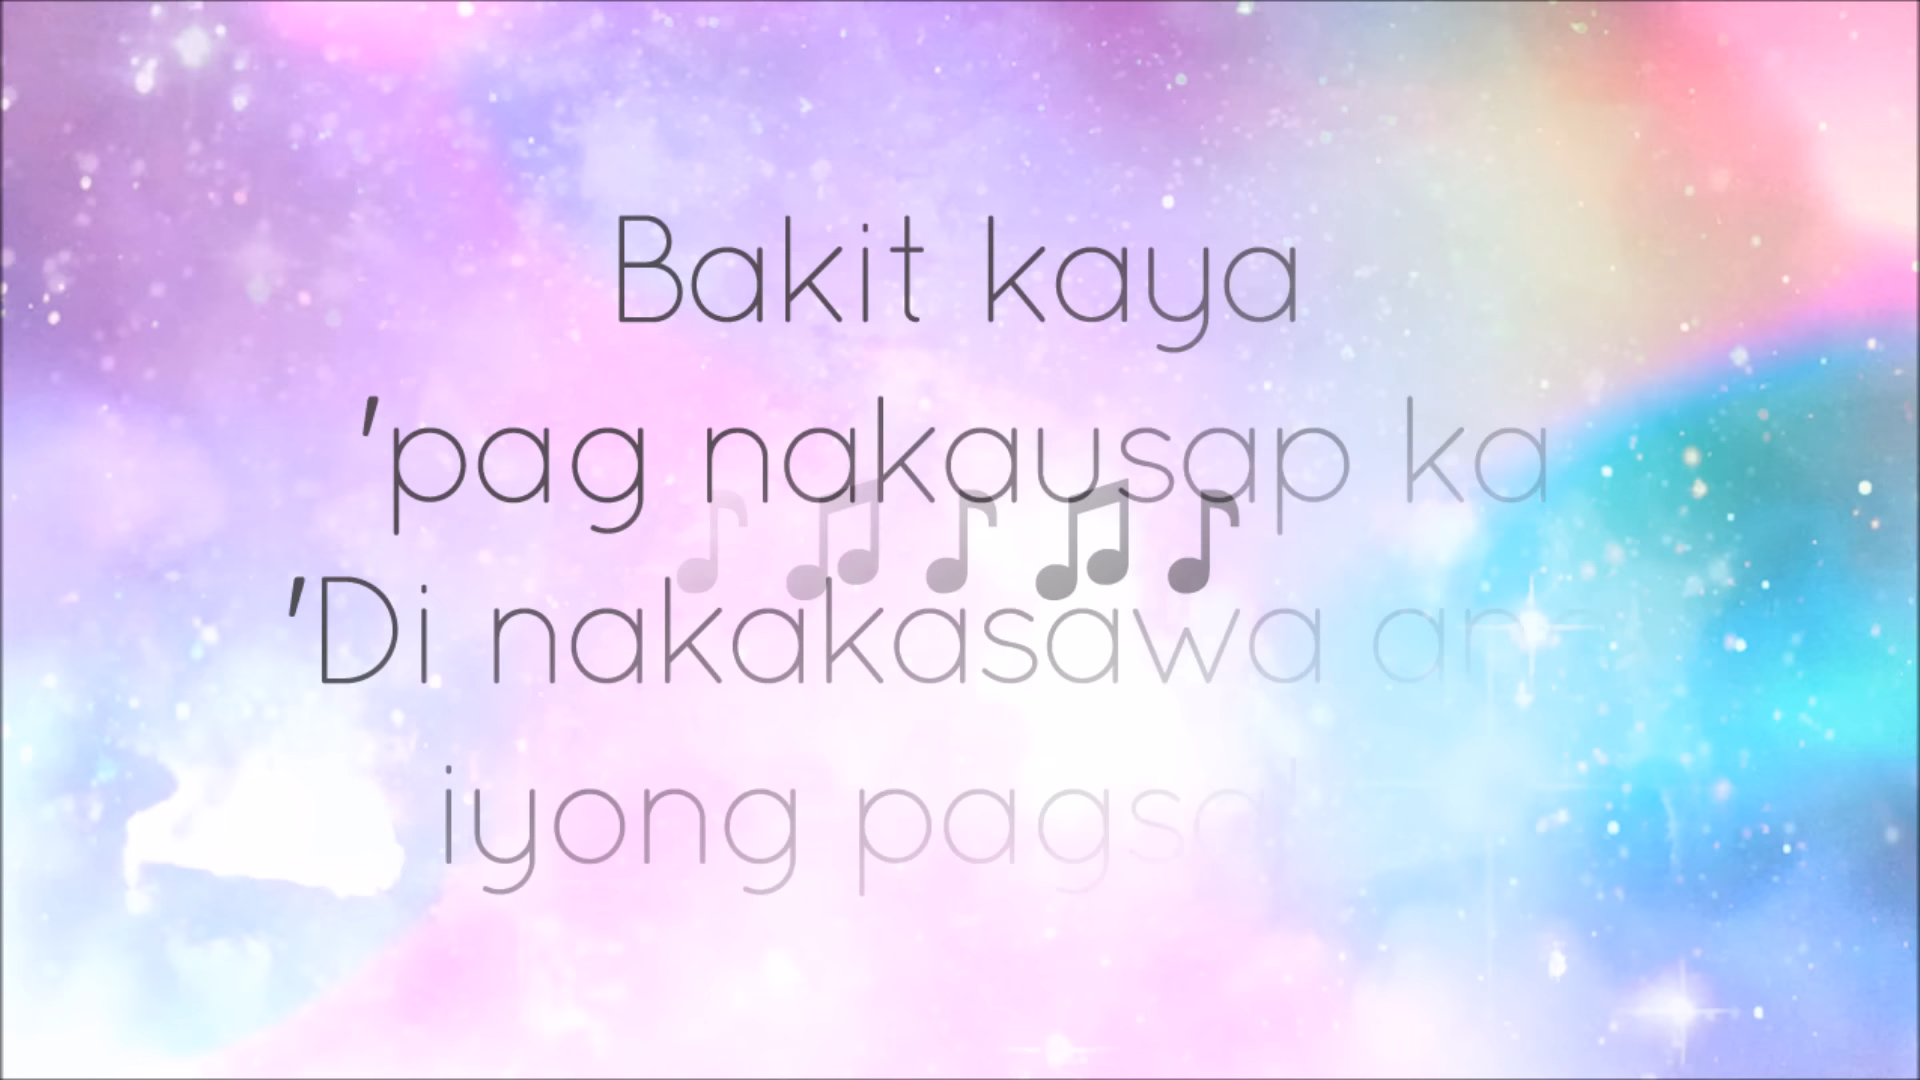 Bakit kaya
'pag nakausap ka
♪ ♫ ♪ ♫ ♪
'Di nakakasawa
iyong